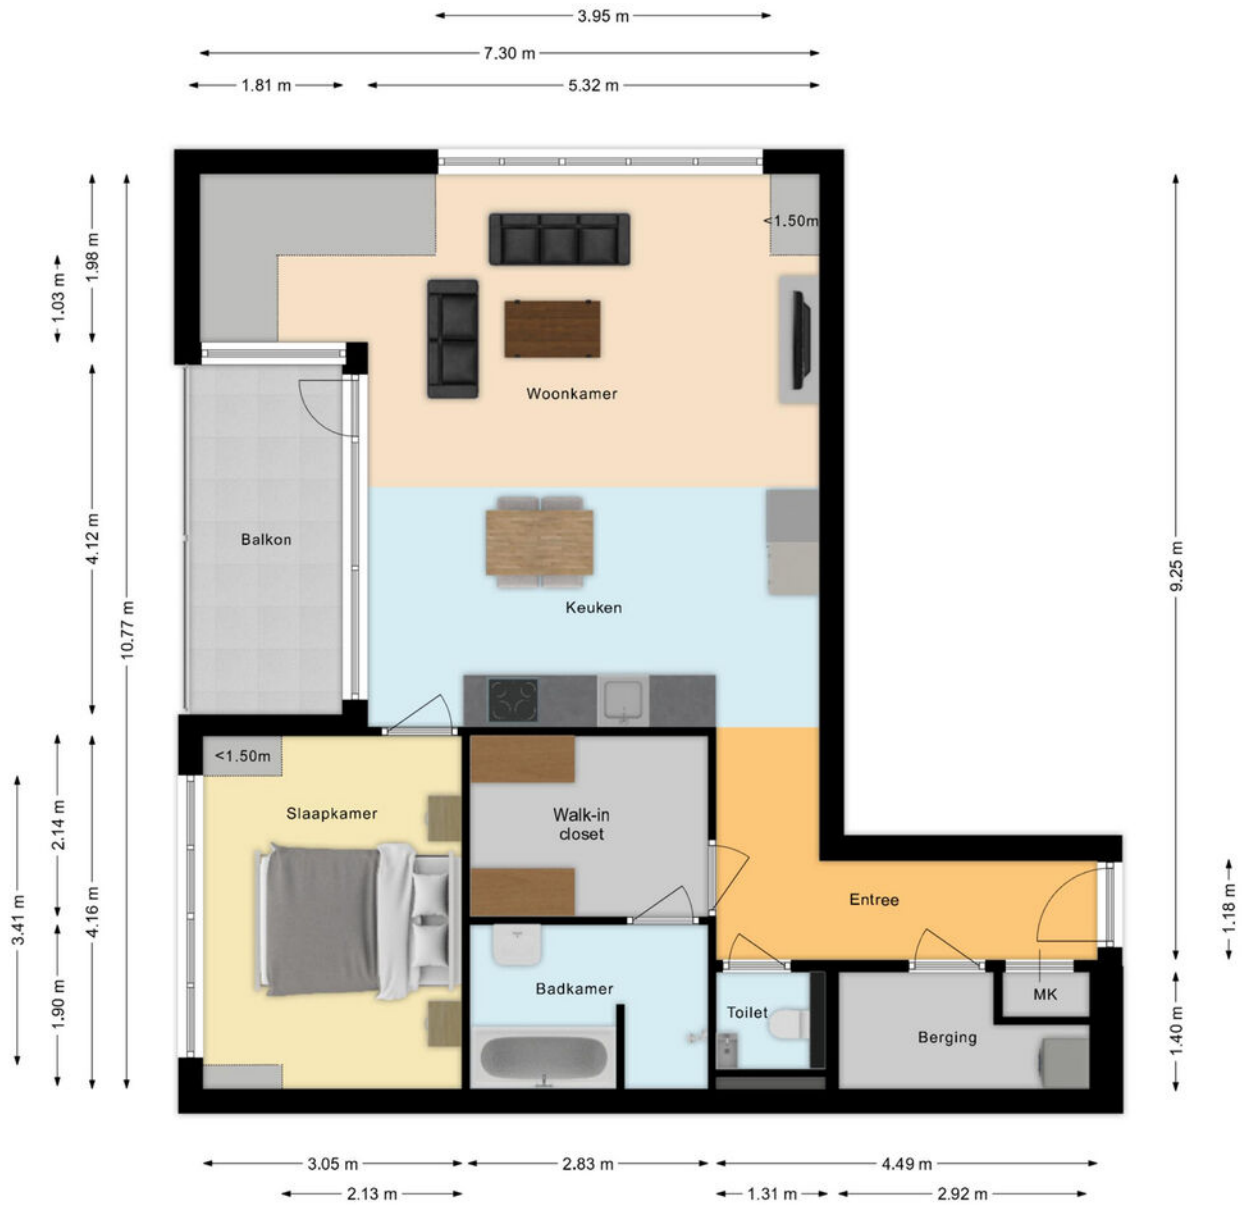 3.95 m
7.30 m
1.81 m
5.32 m
<1.50m
1.98 m
1.03 m
Woonkamer
Balkon
4.12 m
10.77 m
9.25 m
Keuken
<1.50m
Slaapkamer
Walk-in
closet
2.14 m
3.41 m
4.16 m
Entree
1.18 m
Badkamer
1.90 m
Toilet
MK
Berging
1.40 m
3.05 m
2.83 m
4.49 m
2.13 m
1.31 m
2.92 m